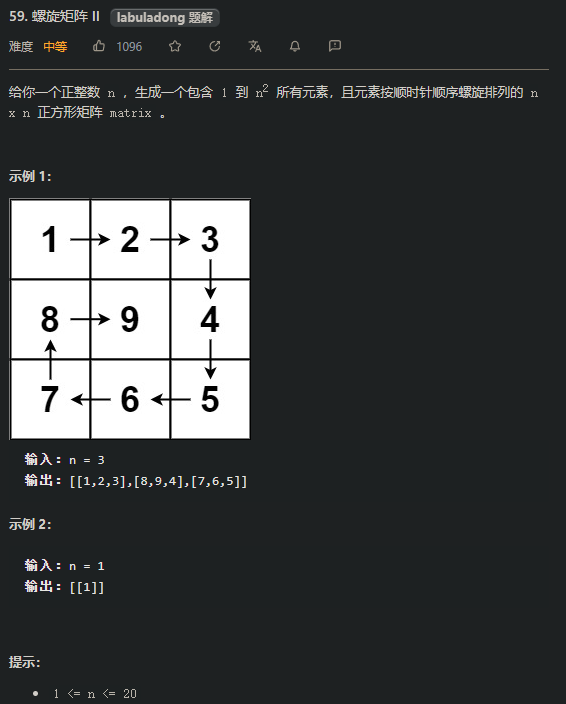 59. 螺旋矩阵 II labuladong 题解
难度 中等 1096
给你一个正整数 n ，生成一个包含 1 到 n² 所有元素，且元素按顺时针顺序螺旋排列的 n
x n 正方形矩阵 matrix 。
示例 1：
1 2 3
8 9 4
7 6 5
输入：n = 3
输出：[[1,2,3],[8,9,4],[7,6,5]]
示例 2：
输入：n = 1
输出：[[1]]
提示：
• 1 <= n <= 20